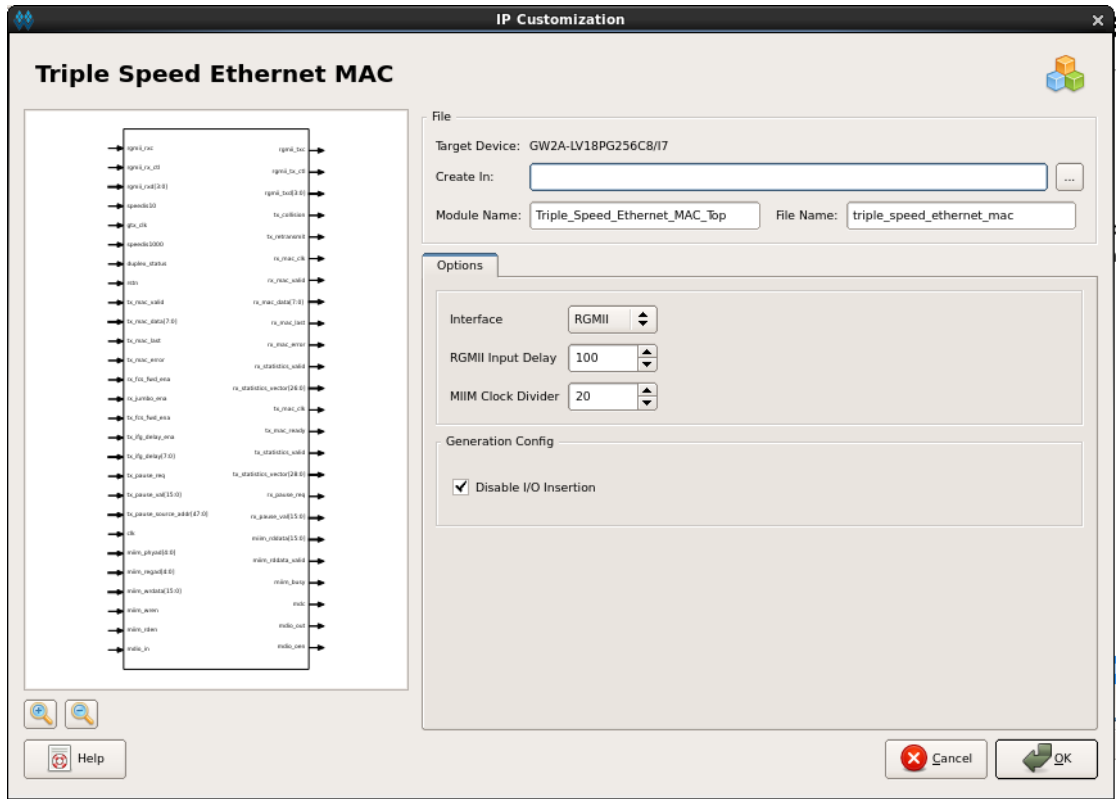 IP Customization
Triple Speed Ethernet MAC
rgmii_rxc
rgmii_rx_ctl
rgmii_rxd(3:0)
speedis10
gtx_clk
speedis1000
duplex_status
rstn
tx_mac_valid
tx_mac_data(7:0)
tx_mac_last
tx_mac_error
rx_fcs_fwd_ena
rx_jumbo_ena
tx_fcs_fwd_ena
tx_ifg_delay_ena
tx_ifg_delay(7:0)
tx_pause_req
tx_pause_val(15:0)
tx_pause_source_addr(47:0)
clk
miim_phyad(4:0)
miim_regad(4:0)
miim_wrdata(15:0)
miim_wren
miim_rden
mdio_in
rgmii_txc
rgmii_tx_ctl
rgmii_txd(3:0)
tx_collision
tx_retransmit
rx_mac_clk
rx_mac_valid
rx_mac_data(7:0)
rx_mac_last
rx_mac_error
rx_statistics_valid
rx_statistics_vector(26:0)
tx_mac_clk
tx_mac_ready
tx_statistics_valid
tx_statistics_vector(28:0)
rx_pause_req
rx_pause_val(15:0)
miim_rddata(15:0)
miim_rddata_valid
miim_busy
mdc
mdio_out
mdio_oen
File
Target Device: GW2A-LV18PG256C8/I7
Create In:
...
Module Name: Triple_Speed_Ethernet_MAC_Top File Name: triple_speed_ethernet_mac
Options
Interface RGMII
RGMII Input Delay 100
MIIM Clock Divider 20
Generation Config
Disable I/O Insertion
Help
Cancel
OK